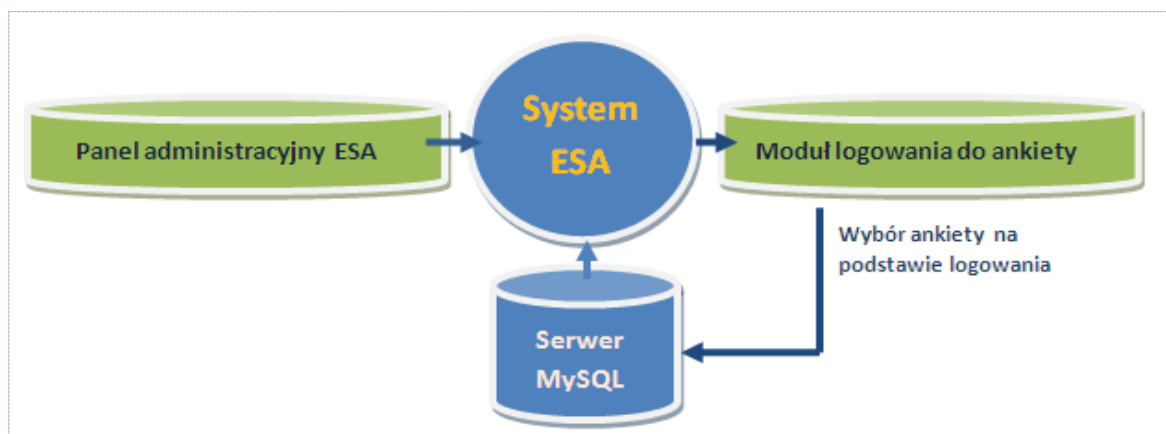 Panel administracyjny ESA
System
ESA
Moduł logowania do ankiety
Wybór ankiety na
podstawie logowania
Serwer
MySQL